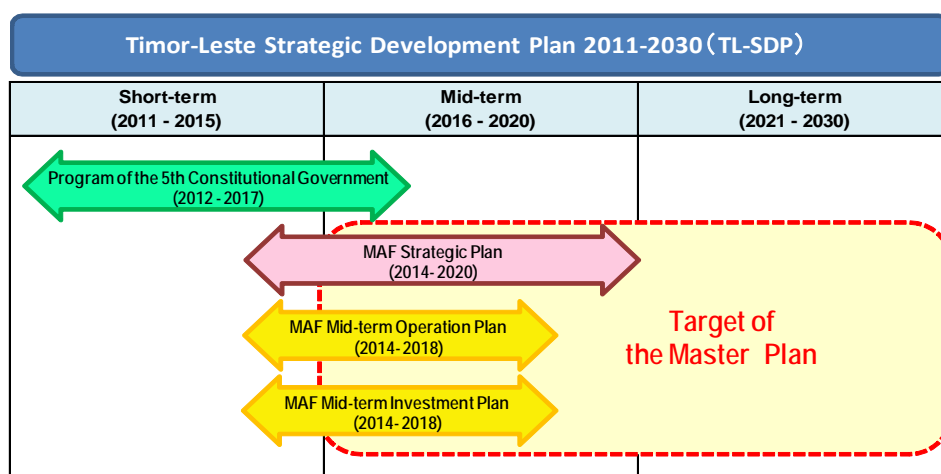 Timor-Leste Strategic Development Plan 2011-2030（TL-SDP）
Short-term
(2011 - 2015)
Mid-term
(2016 - 2020)
Long-term
(2021 - 2030)
Program of the 5th Constitutional Government
(2012 - 2017)
MAF Strategic Plan
(2014- 2020)
MAF Mid-term Operation Plan
(2014- 2018)
MAF Mid-term Investment Plan
(2014- 2018)
Target of
the Master Plan